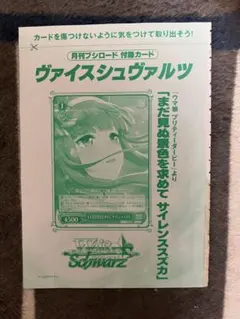 カードを傷つけないように気をつけて取り出そう!
月刊ブシロード 付録カード
ヴァイスシュヴァルツ
「ウマ娘 プリティーダービー」より
「まだ見ぬ景色を求めて サイレンススズカ」
4500
Weiß
Schwarz